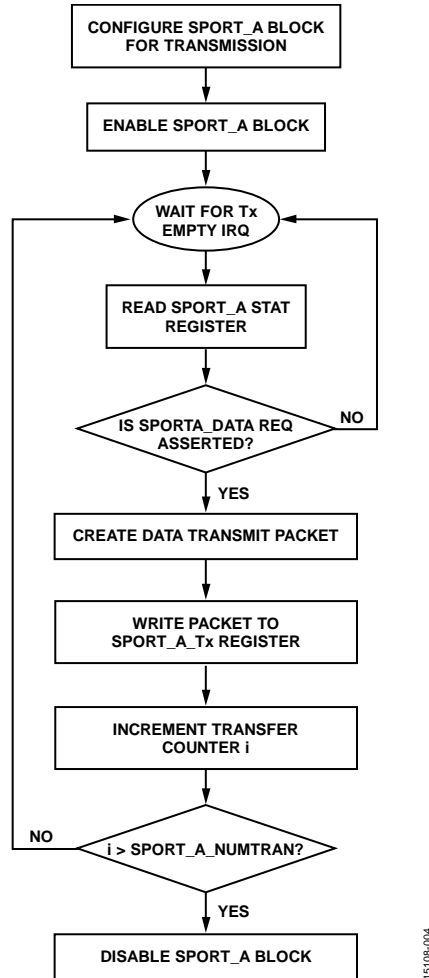 CONFIGURE SPORT_A BLOCK
FOR TRANSMISSION
ENABLE SPORT_A BLOCK
WAIT FOR Tx
EMPTY IRQ
READ SPORT_A STAT
REGISTER
IS SPORTA_DATA REQ
ASSERTED?
NO
YES
CREATE DATA TRANSMIT PACKET
WRITE PACKET TO
SPORT_A_Tx REGISTER
INCREMENT TRANSFER
COUNTER i
NO
i > SPORT_A_NUMTRAN?
YES
DISABLE SPORT_A BLOCK
15108-004